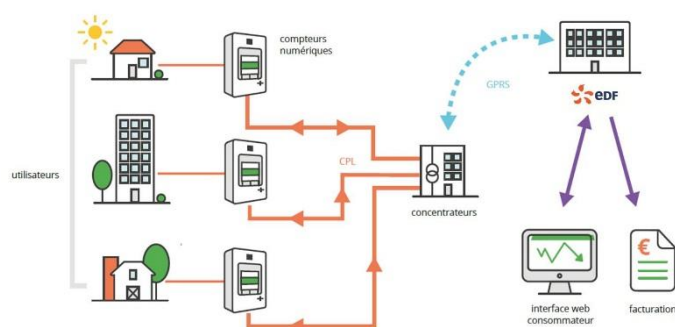 compteurs
numériques
GPRS
eDF
CPL
utilisateurs
concentrateurs
€
interface web
consommateur
facturation